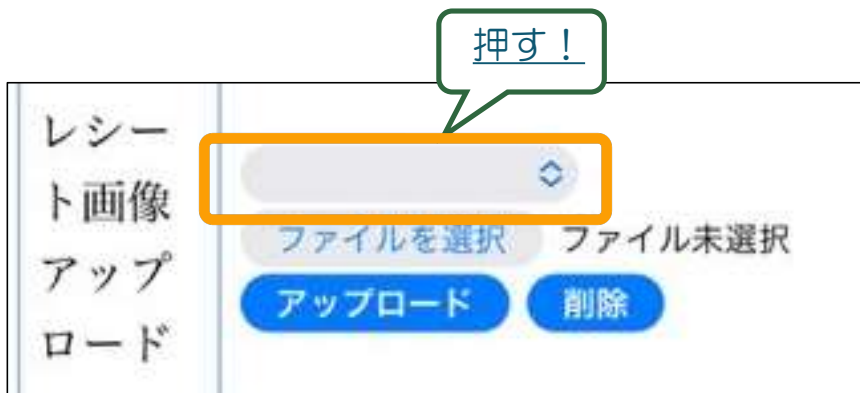 押す！
レシー
ト画像
アップ
ロード
ファイルを選択 ファイル未選択
アップロード 削除